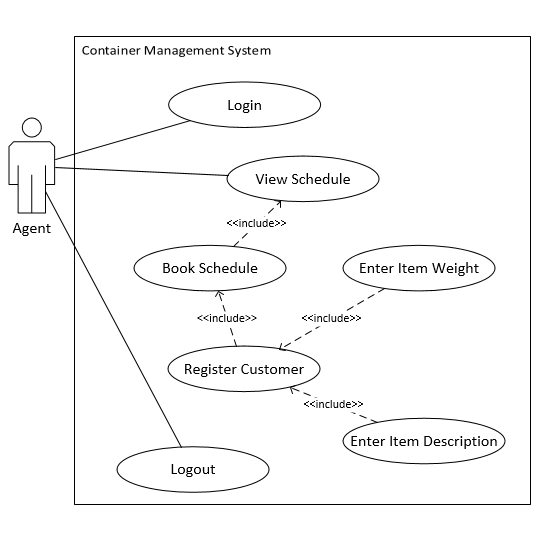 Container Management System
Login
View Schedule
Agent
<<include>>
Book Schedule
Enter Item Weight
<<include>>
<<include>>
Register Customer
<<include>>
Enter Item Description
Logout